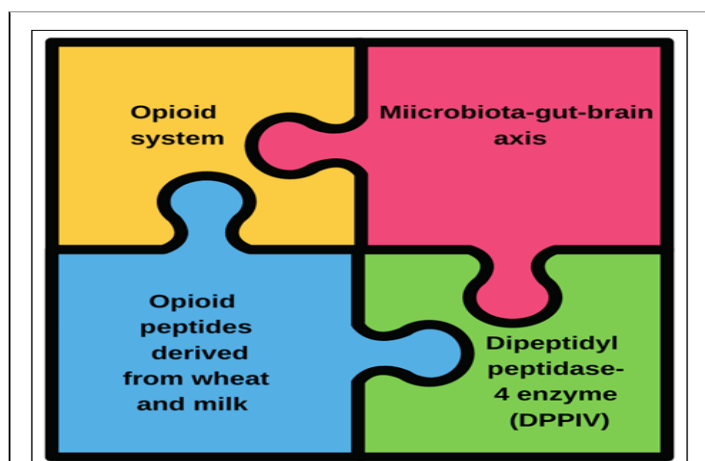 Opioid
system
Miicrobiota-gut-brain
axis
Opioid
peptides
derived
from wheat
and milk
Dipeptidyl
peptidase-
4 enzyme
(DPPIV)